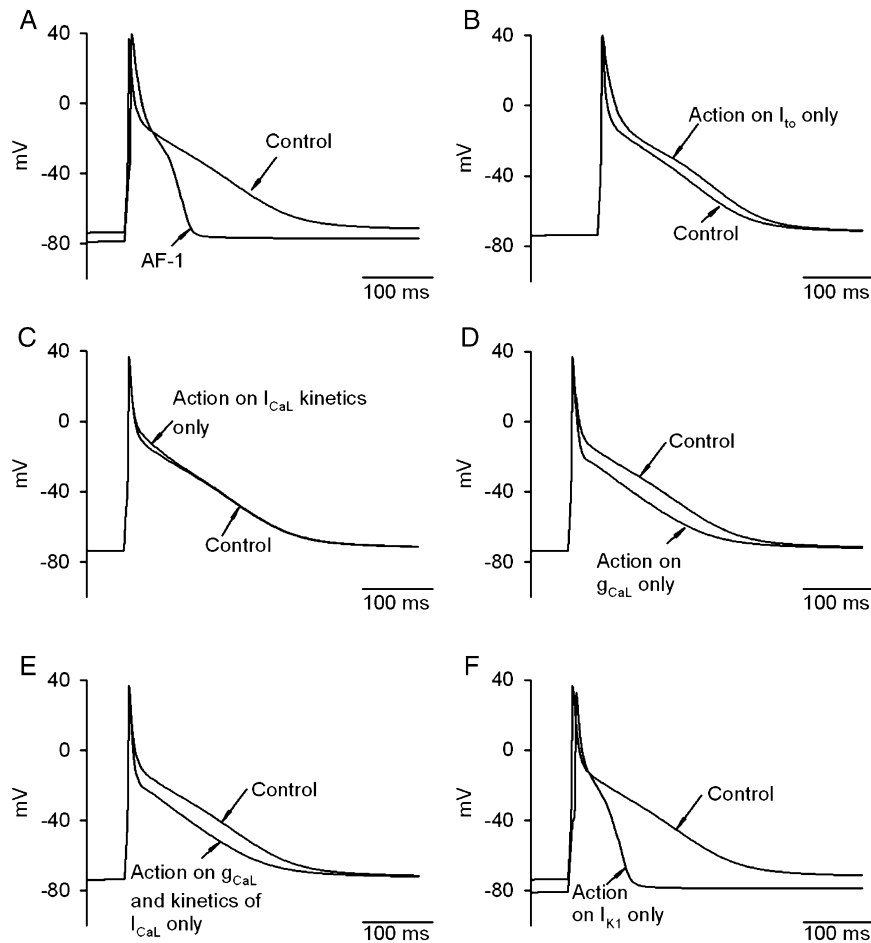 A
40
0
-40
-80
mV
Control
AF-1
100 ms
B
40
0
-40
-80
mV
Action on Ito only
Control
100 ms
C
40
0
-40
-80
mV
Action on ICaL kinetics
only
Control
100 ms
D
40
0
-40
-80
mV
Control
Action on
gCaL only
100 ms
E
40
0
-40
-80
mV
Control
Action on gCaL
and kinetics of
ICaL only
100 ms
F
40
0
-40
-80
mV
Control
Action
on IK1 only
100 ms